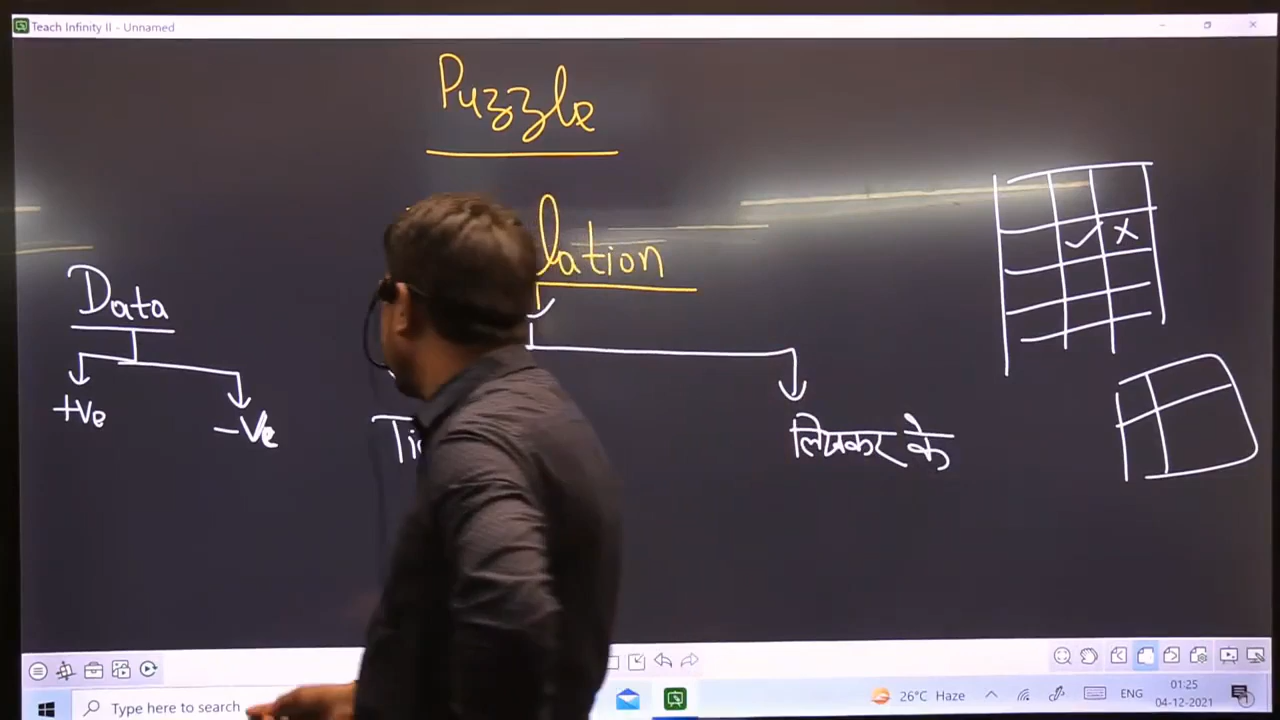 Teach Infinity II - Unnamed
Puzzle
lation
Data
+Ve
-Ve
लिखकर के
Type here to search
26°C Haze
ENG
01:25
04-12-2021